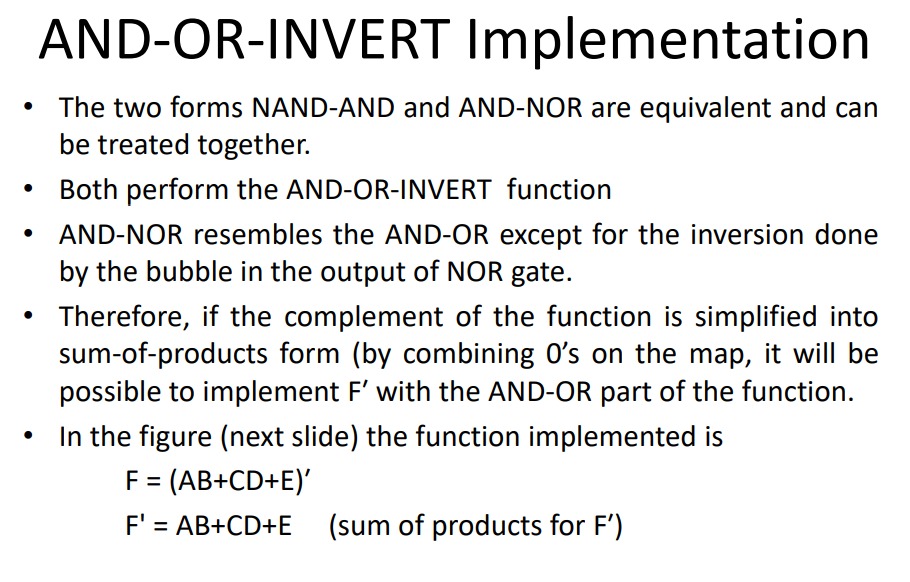 AND-OR-INVERT Implementation
• The two forms NAND-AND and AND-NOR are equivalent and can
be treated together.
• Both perform the AND-OR-INVERT function
• AND-NOR resembles the AND-OR except for the inversion done
by the bubble in the output of NOR gate.
• Therefore, if the complement of the function is simplified into
sum-of-products form (by combining 0’s on the map, it will be
possible to implement F’ with the AND-OR part of the function.
• In the figure (next slide) the function implemented is
F = (AB+CD+E)’
F' = AB+CD+E (sum of products for F’)